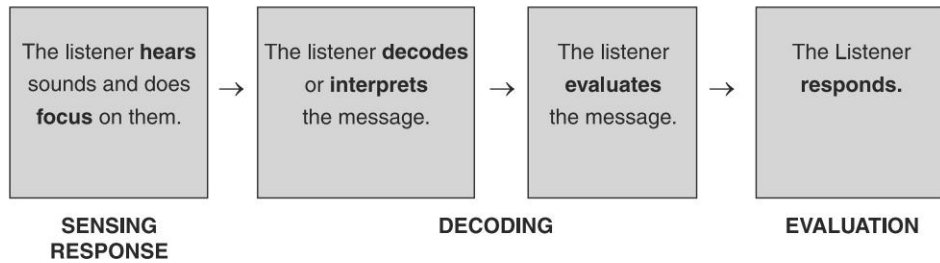 The listener hears
sounds and does
focus on them.
→
The listener decodes
or interprets
the message.
→
The listener
evaluates
the message.
→
The Listener
responds.
SENSING
RESPONSE
DECODING
EVALUATION